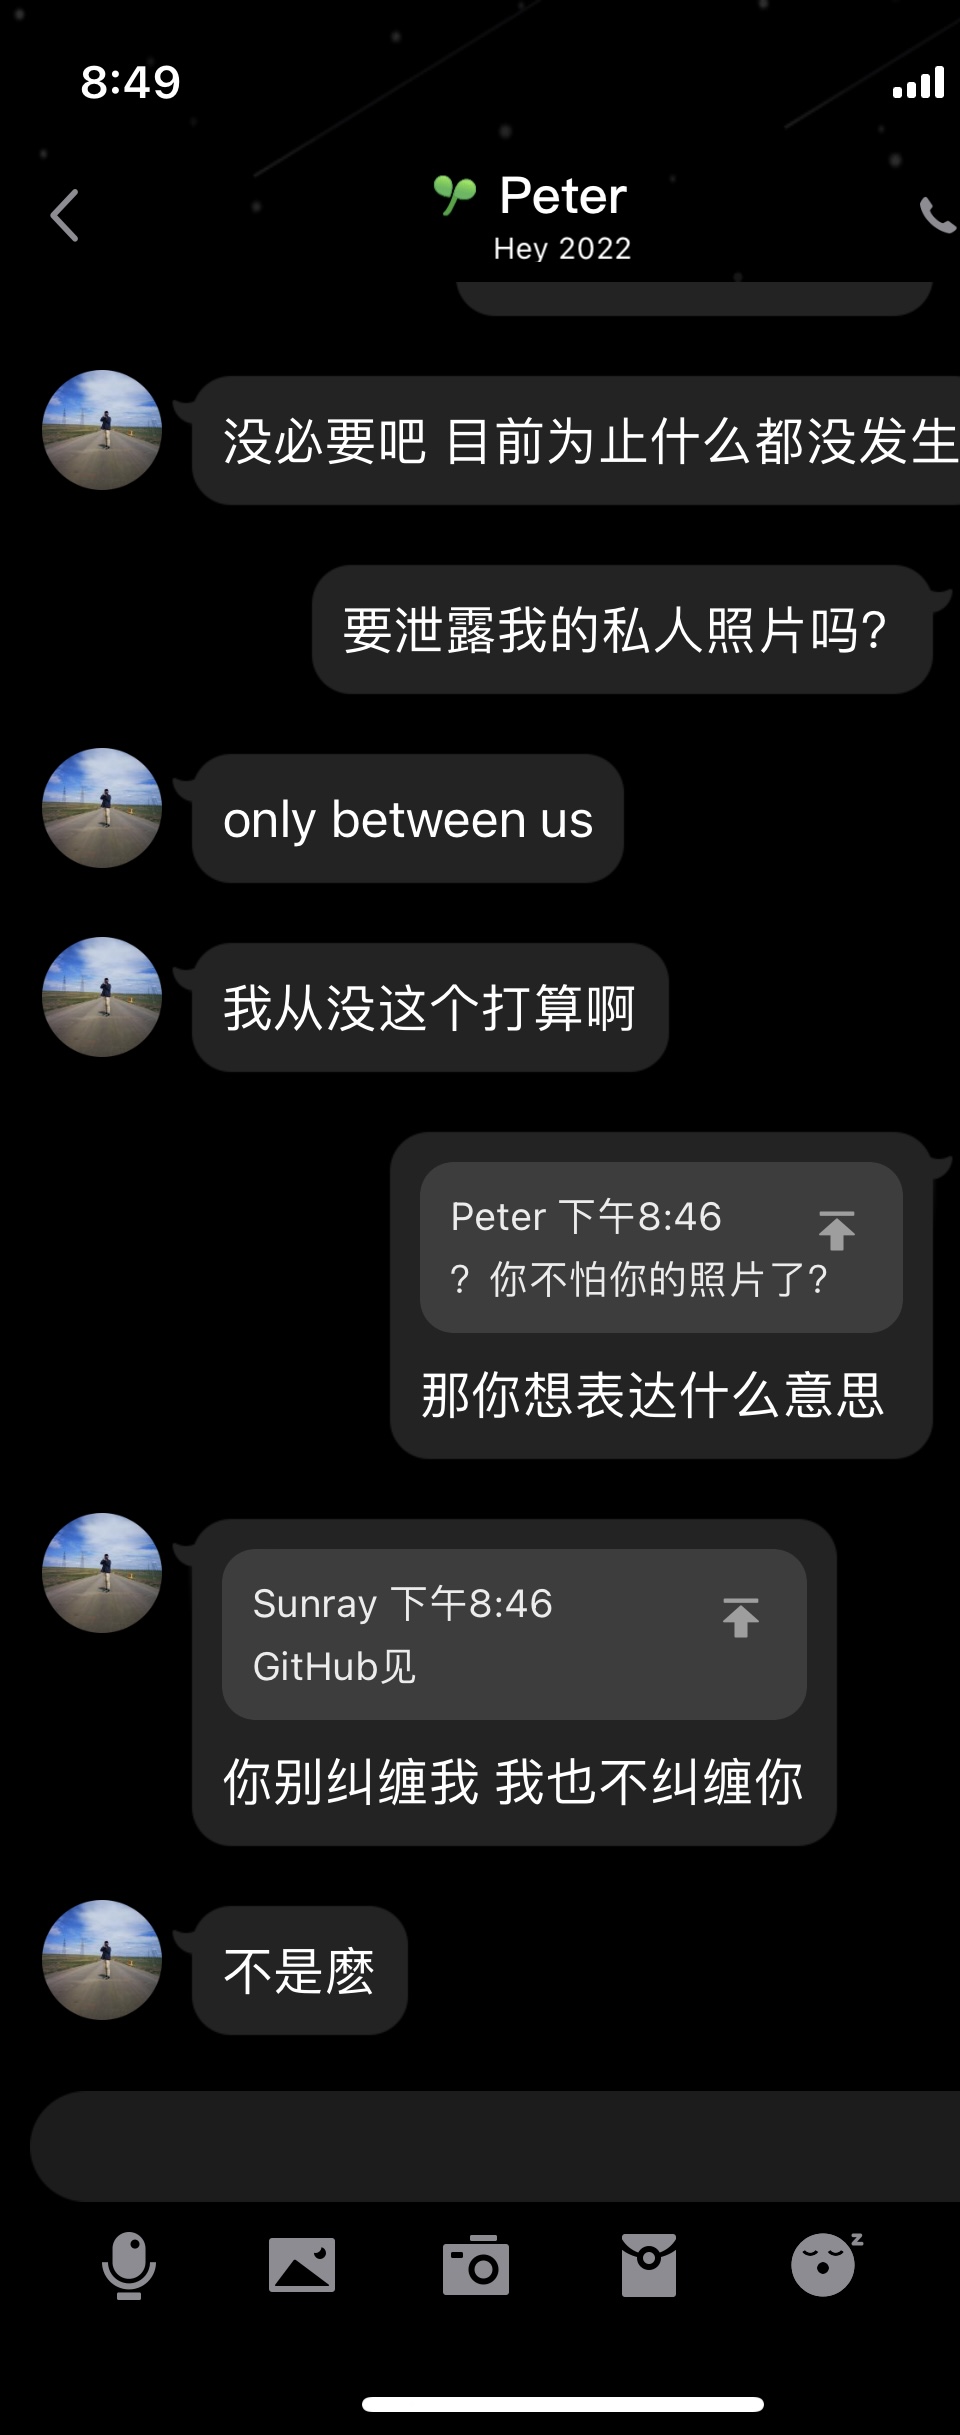 8:49
Peter
Hey 2022
没必要吧 目前为止什么都没发生
要泄露我的私人照片吗?
only between us
我从没这个打算啊
Peter 下午8:46
? 你不怕你的照片了?
那你想表达什么意思
Sunray 下午8:46
GitHub见
你别纠缠我 我也不纠缠你
不是麽
z